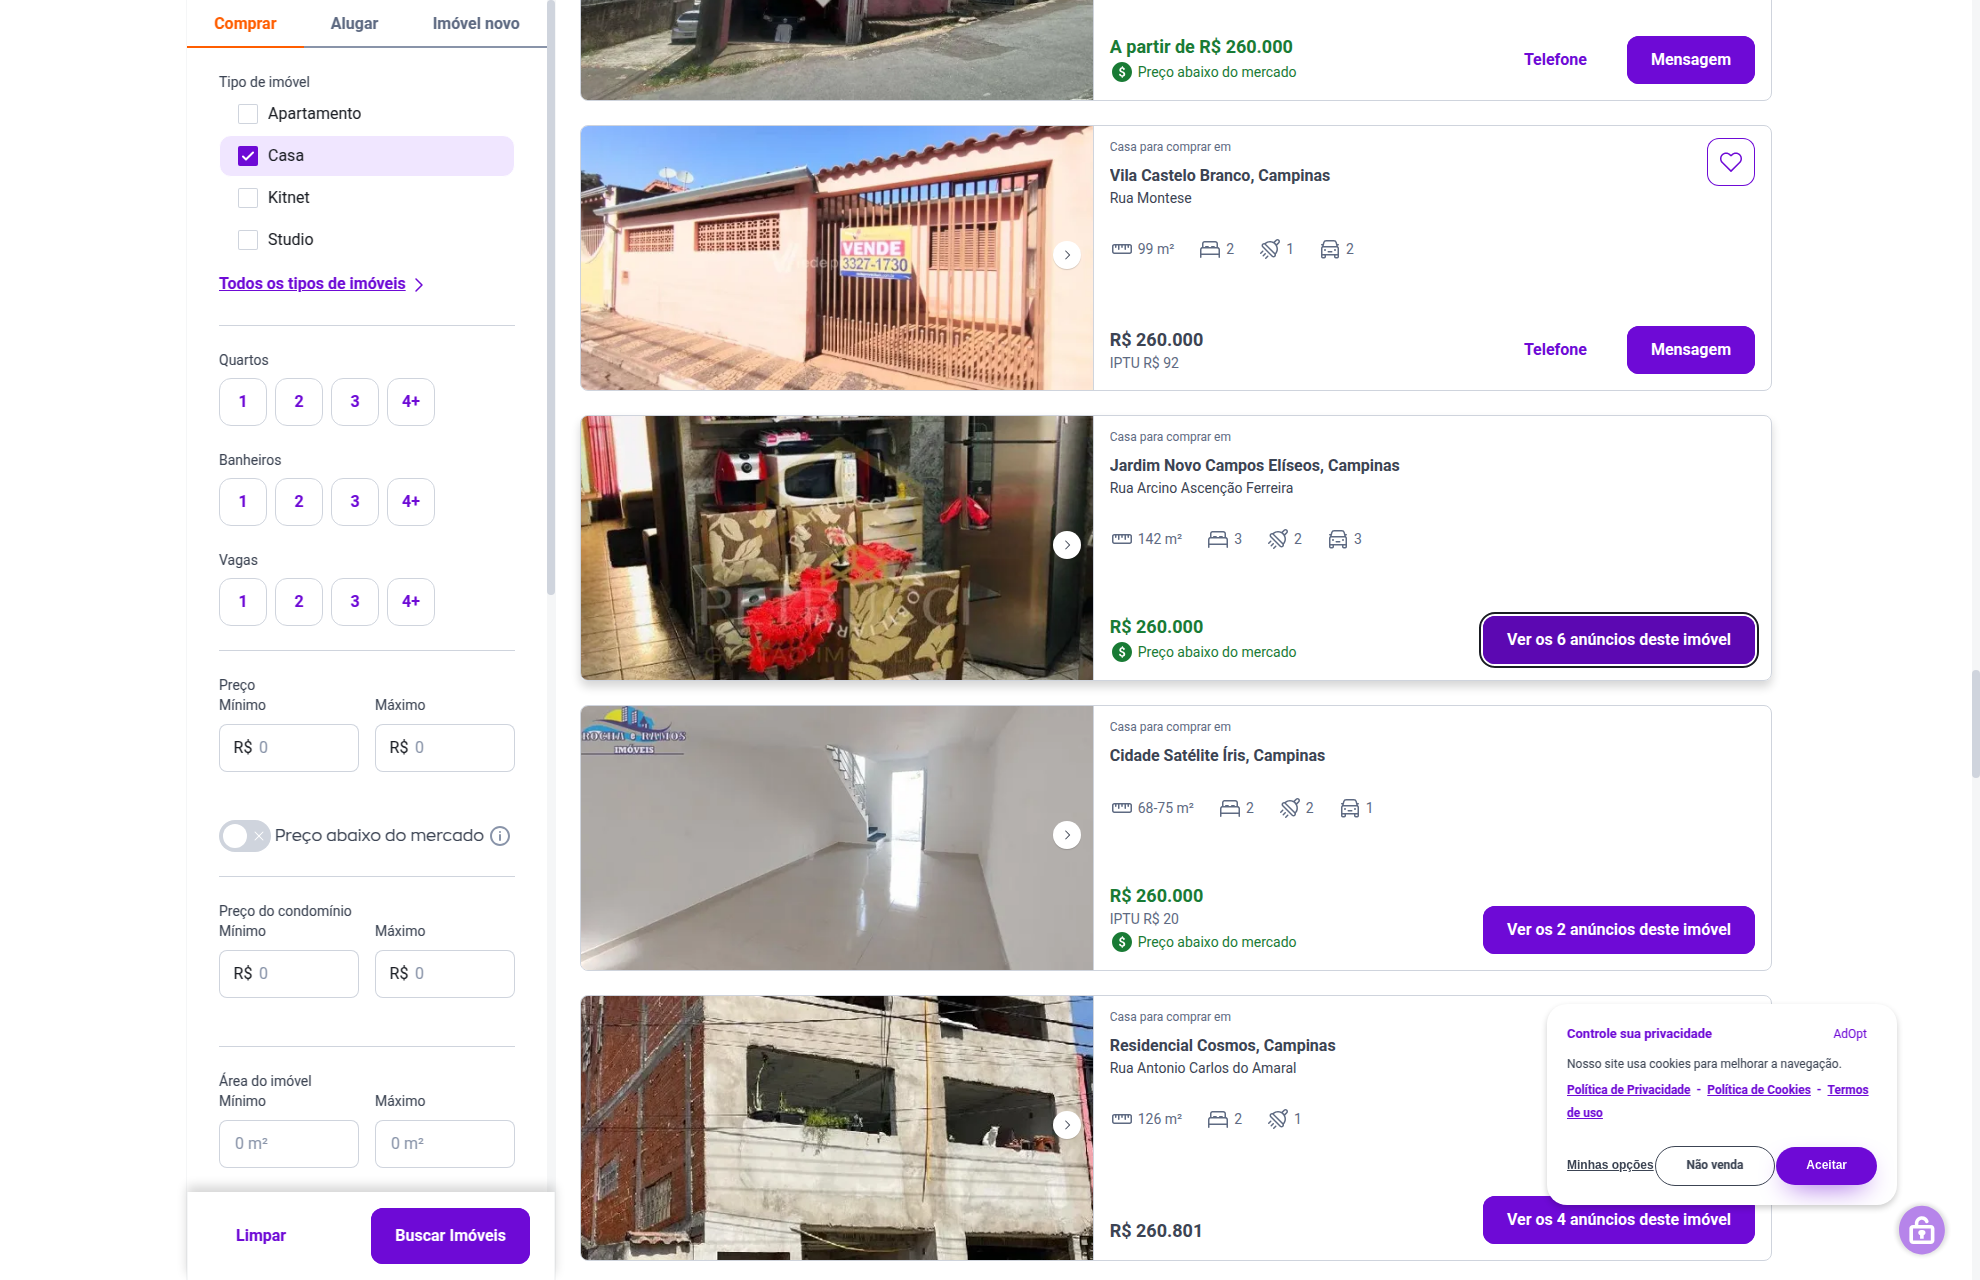 Comprar
Alugar
Imóvel novo
Tipo de imóvel
Apartamento
Casa
Kitnet
Studio
Todos os tipos de imóveis
Quartos
1
2
3
4+
Banheiros
1
2
3
4+
Vagas
1
2
3
4+
Preço
Mínimo
Máximo
R$ 0
R$ 0
Preço abaixo do mercado
Preço do condomínio
Mínimo
Máximo
R$ 0
R$ 0
Área do imóvel
Mínimo
Máximo
0 m²
0 m²
Limpar
Buscar Imóveis
A partir de R$ 260.000
Preço abaixo do mercado
Telefone
Mensagem
VENDE
3327-1730
Casa para comprar em
Vila Castelo Branco, Campinas
Rua Montese
99 m²
2
1
2
R$ 260.000
IPTU R$ 92
Telefone
Mensagem
PETRUCCI
Casa para comprar em
Jardim Novo Campos Elíseos, Campinas
Rua Arcino Ascenção Ferreira
142 m²
3
2
3
R$ 260.000
Preço abaixo do mercado
Ver os 6 anúncios deste imóvel
ROCHA & RAMOS
IMÓVEIS
Casa para comprar em
Cidade Satélite Íris, Campinas
68-75 m²
2
2
1
R$ 260.000
IPTU R$ 20
Preço abaixo do mercado
Ver os 2 anúncios deste imóvel
Casa para comprar em
Residencial Cosmos, Campinas
Rua Antonio Carlos do Amaral
126 m²
2
1
R$ 260.801
Ver os 4 anúncios deste imóvel
Controle sua privacidade
AdOpt
Nosso site usa cookies para melhorar a navegação.
Política de Privacidade - Política de Cookies - Termos
de uso
Minhas opções
Não venda
Aceitar